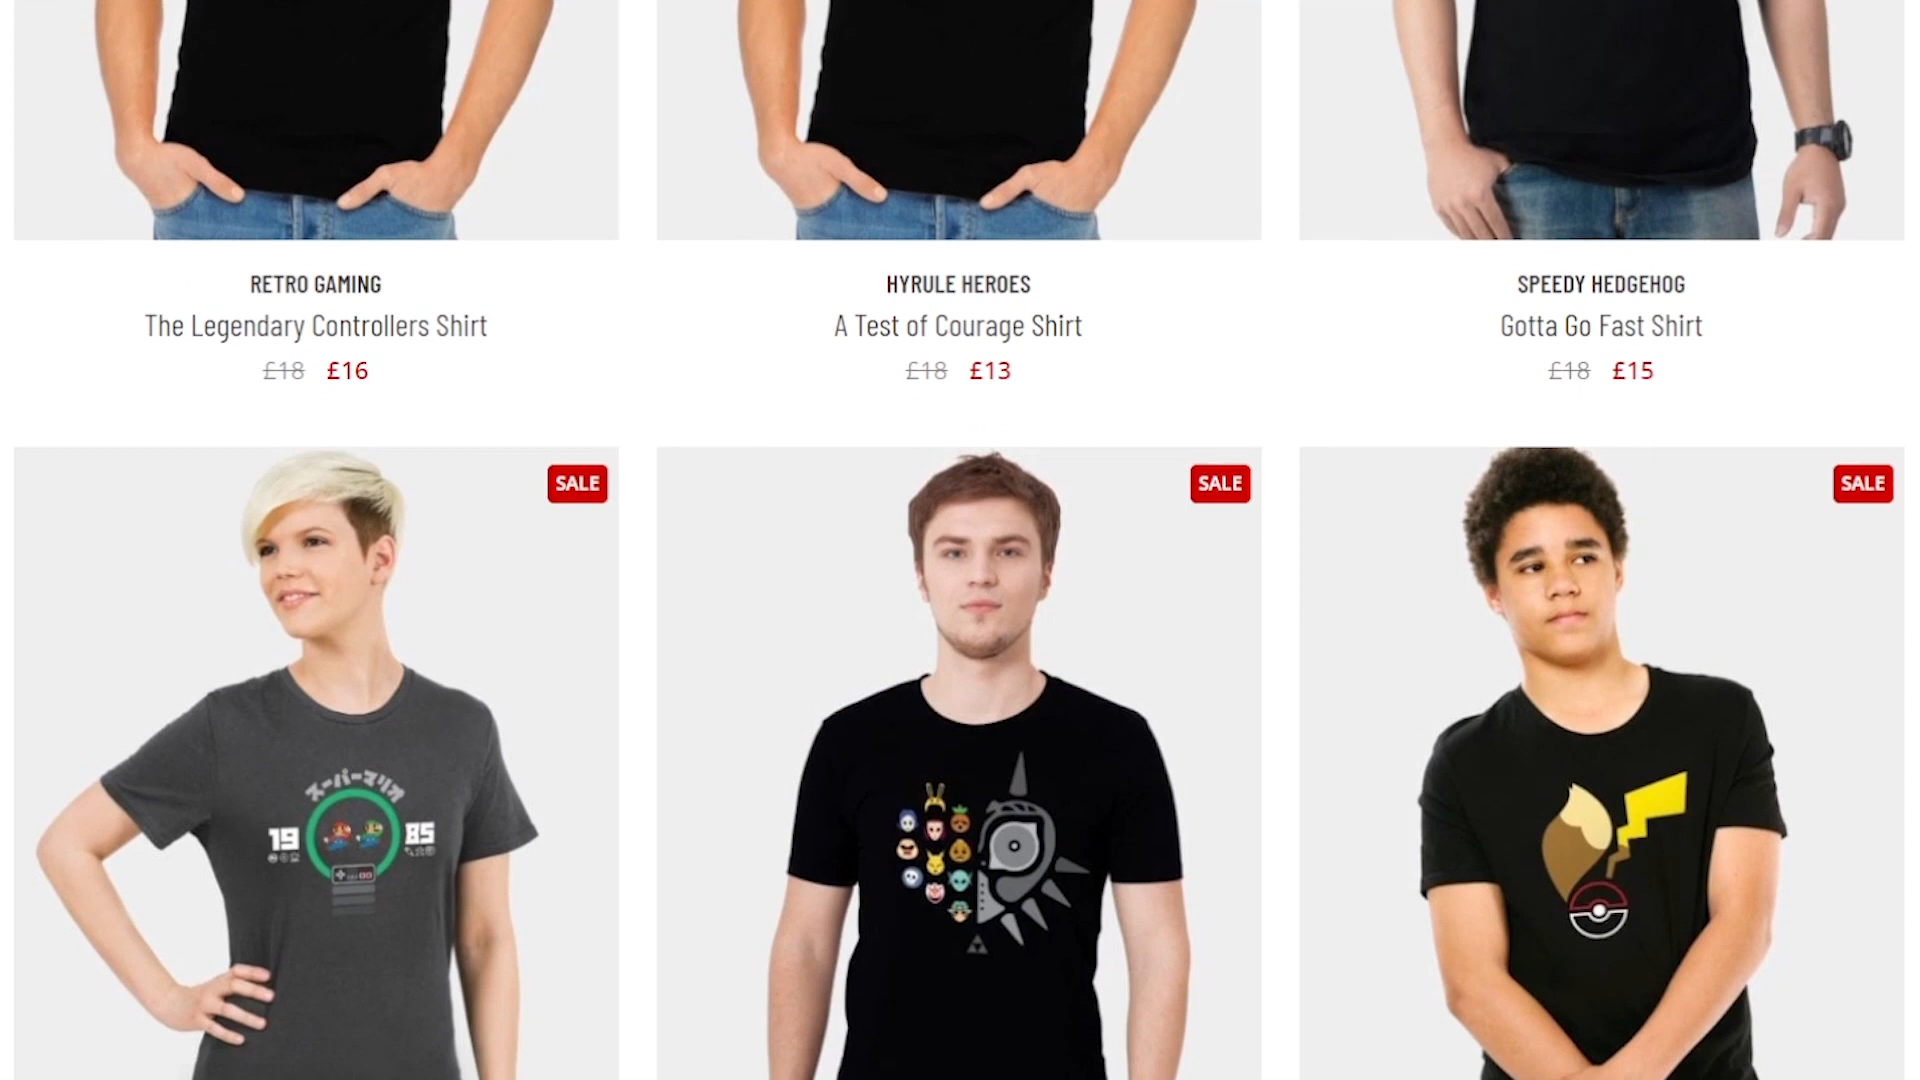 RETRO GAMING
The Legendary Controllers Shirt
£18 £16
HYRULE HEROES
A Test of Courage Shirt
£18 £13
SPEEDY HEDGEHOG
Gotta Go Fast Shirt
£18 £15
SALE
スーパーマリオ
19 85
SALE
SALE